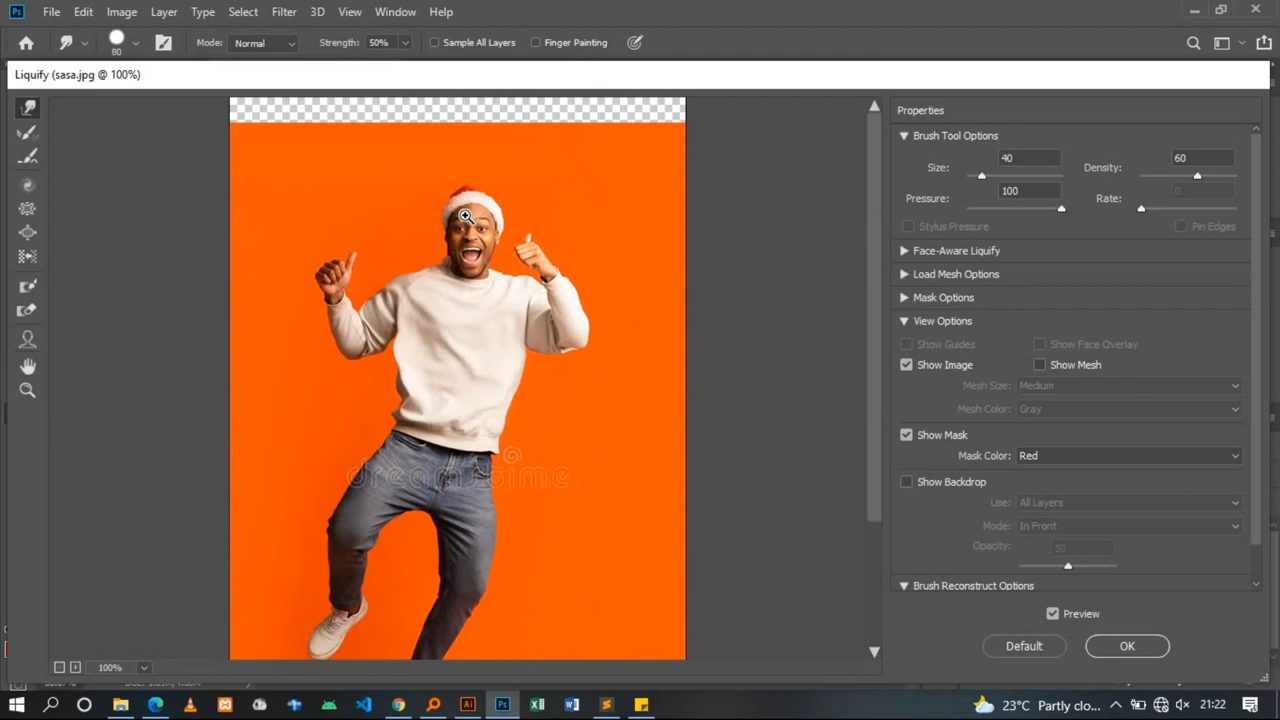 Ps File Edit Image Layer Type Select Filter 3D View Window Help
80 Mode: Normal Strength: 50% Sample All Layers Finger Painting
Liquify (sasa.jpg @ 100%)
Properties
Brush Tool Options
Size: 40 Density: 60
Pressure: 100 Rate: 0
Stylus Pressure Pin Edges
Face-Aware Liquify
Load Mesh Options
Mask Options
View Options
Show Guides Show Face Overlay
Show Image Show Mesh
Mesh Size: Medium
Mesh Color: Gray
Show Mask
Mask Color: Red
Show Backdrop
Use: All Layers
Mode: In Front
Opacity: 50
Brush Reconstruct Options
Preview
Default OK
dreamstime
100%
Ai Ps 23°C Partly clo... 21:22